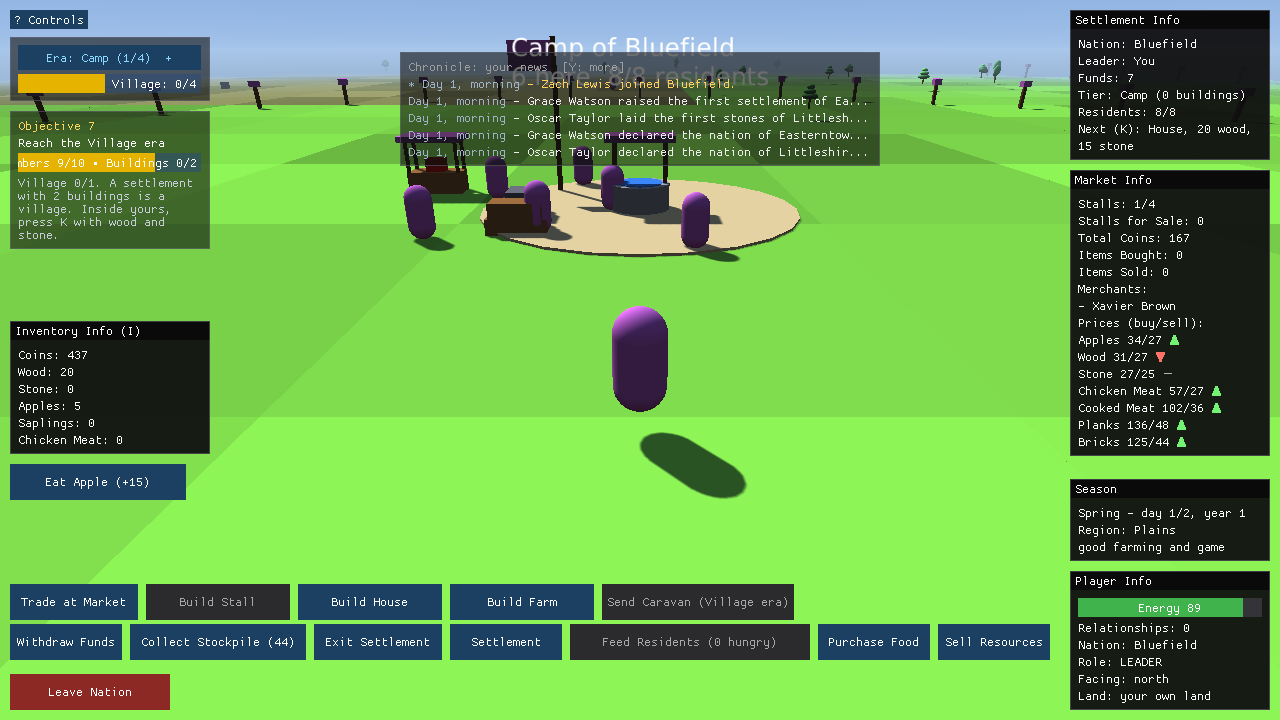 ? Controls
Era: Camp (1/4) +
Village: 0/4
Objective 7
Reach the Village era
mbers 9/10 • Buildings 0/2
Village 0/1. A settlement
with 2 buildings is a
village. Inside yours,
press K with wood and
stone.
Camp of Bluefield
Chronicle: your news [Y: more]
* Day 1, morning - Zach Lewis joined Bluefield.
Day 1, morning - Grace Watson raised the first settlement of Ea...
Day 1, morning - Oscar Taylor laid the first stones of Littlesh...
Day 1, morning - Grace Watson declared the nation of Easterntow...
Day 1, morning - Oscar Taylor declared the nation of Littleshir...
8/8 residents
Settlement Info
Nation: Bluefield
Leader: You
Funds: 7
Tier: Camp (0 buildings)
Residents: 8/8
Next (K): House, 20 wood,
15 stone
Market Info
Stalls: 1/4
Stalls for Sale: 0
Total Coins: 167
Items Bought: 0
Items Sold: 0
Merchants:
- Xavier Brown
Prices (buy/sell):
Apples 34/27
Wood 31/27
Stone 27/25
Chicken Meat 57/27
Cooked Meat 102/36
Planks 136/48
Bricks 125/44
Inventory Info (I)
Coins: 437
Wood: 20
Stone: 0
Apples: 5
Saplings: 0
Chicken Meat: 0
Eat Apple (+15)
Season
Spring - day 1/2, year 1
Region: Plains
good farming and game
Player Info
Energy 89
Relationships: 0
Nation: Bluefield
Role: LEADER
Facing: north
Land: your own land
Trade at Market
Build Stall
Build House
Build Farm
Send Caravan (Village era)
Withdraw Funds
Collect Stockpile (44)
Exit Settlement
Settlement
Feed Residents (0 hungry)
Purchase Food
Sell Resources
Leave Nation